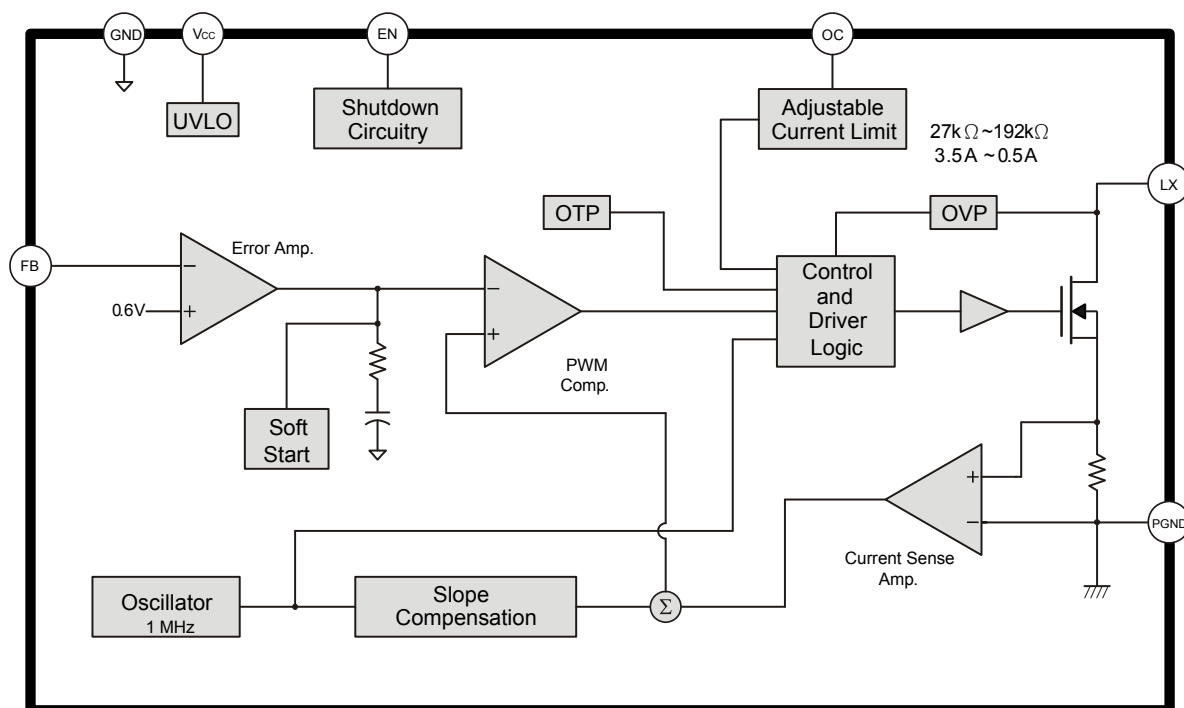 GND
Vcc
EN
OC
UVLO
Shutdown
Circuitry
Adjustable
Current Limit
27kΩ~192kΩ
3.5A ~0.5A
LX
OTP
OVP
FB
Error Amp.
−
+
0.6V
−
+
PWM
Comp.
Control
and
Driver
Logic
Soft
Start
+
−
Current Sense
Amp.
PGND
Oscillator
1 MHz
Slope
Compensation
Σ